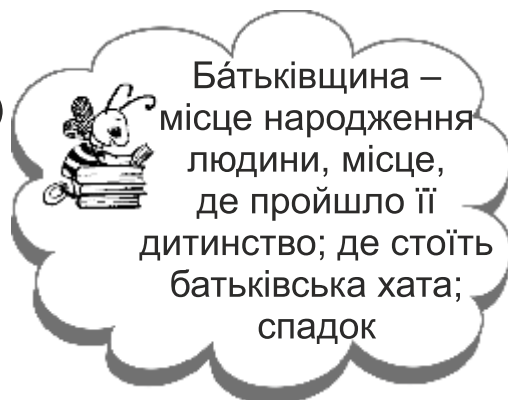 Ба́тьківщина –
місце народження
людини, місце,
де пройшло її
дитинство; де стоїть
батьківська хата;
спадок